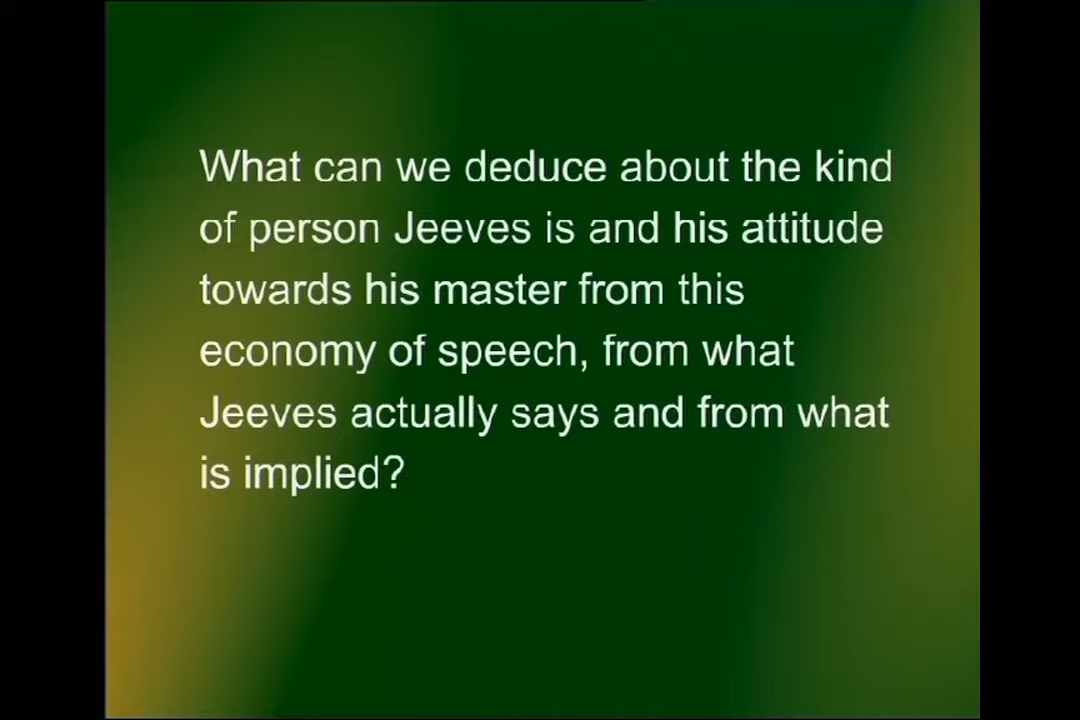 What can we deduce about the kind
of person Jeeves is and his attitude
towards his master from this
economy of speech, from what
Jeeves actually says and from what
is implied?